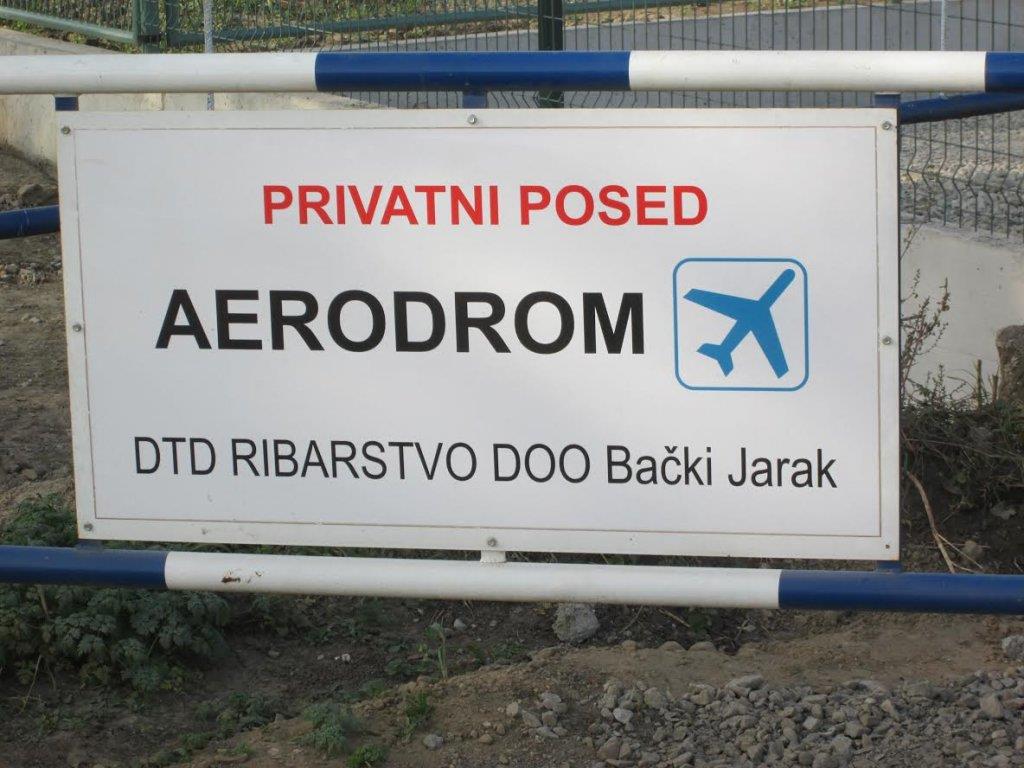 PRIVATNI POSED
AERODROM
DTD RIBARSTVO DOO Bački Jarak